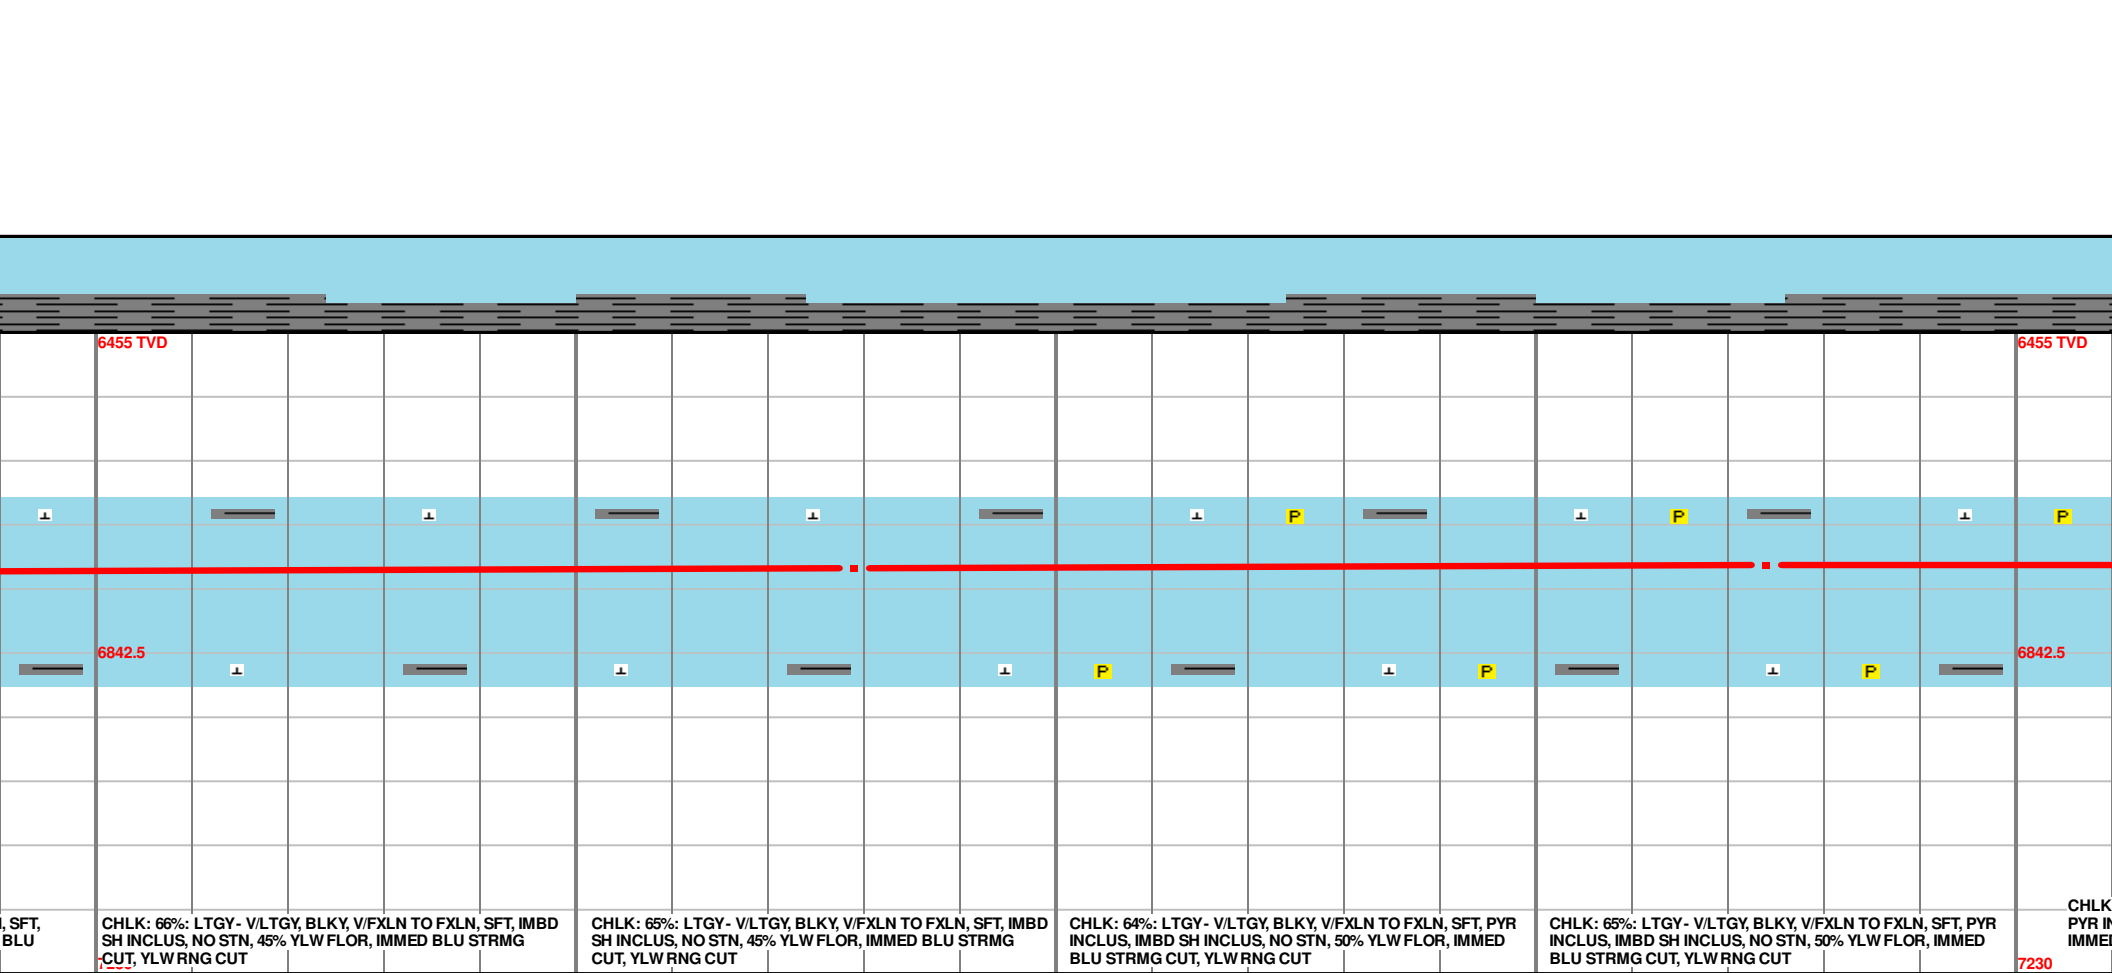 6455 TVD
6455 TVD
P
P
P
6842.5
6842.5
P
P
P
, SFT,
BLU
CHLK: 66%: LTGY - V/LTGY, BLKY, V/FXLN TO FXLN, SFT, IMBD
SH INCLUS, NO STN, 45% YLW FLOR, IMMED BLU STRMG
CUT, YLW RNG CUT
CHLK: 65%: LTGY - V/LTGY, BLKY, V/FXLN TO FXLN, SFT, IMBD
SH INCLUS, NO STN, 45% YLW FLOR, IMMED BLU STRMG
CUT, YLW RNG CUT
CHLK: 64%: LTGY - V/LTGY, BLKY, V/FXLN TO FXLN, SFT, PYR
INCLUS, IMBD SH INCLUS, NO STN, 50% YLW FLOR, IMMED
BLU STRMG CUT, YLW RNG CUT
CHLK: 65%: LTGY - V/LTGY, BLKY, V/FXLN TO FXLN, SFT, PYR
INCLUS, IMBD SH INCLUS, NO STN, 50% YLW FLOR, IMMED
BLU STRMG CUT, YLW RNG CUT
CHLK
PYR IN
IMMED
7230